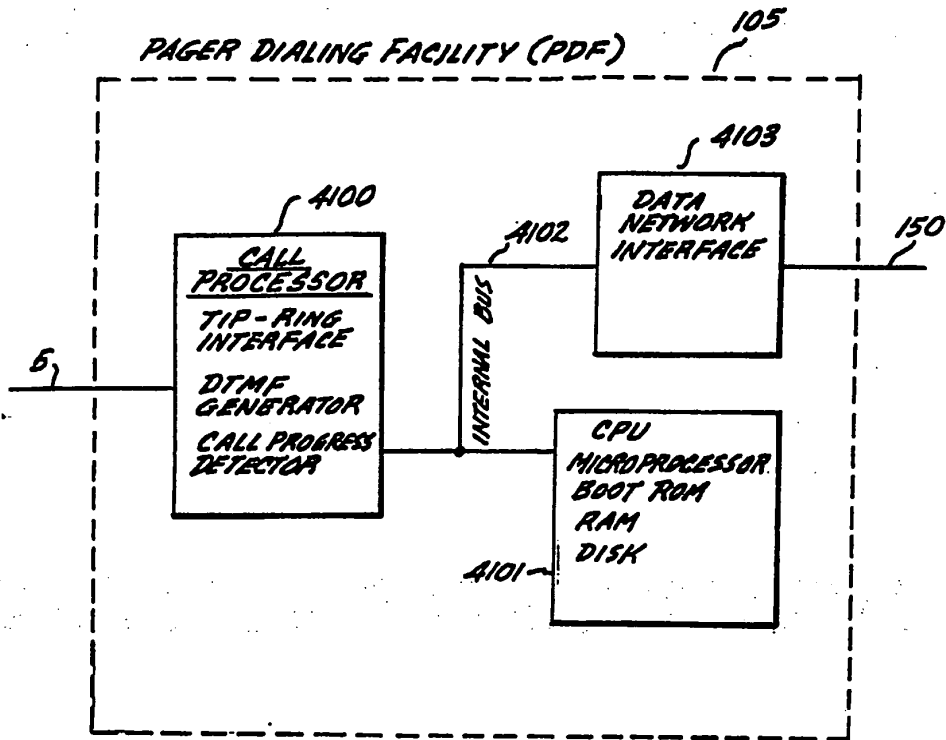 PAGER DIALING FACILITY (PDF)
105
4103
DATA
NETWORK
INTERFACE
150
4100
CALL
PROCESSOR
TIP-RING
INTERFACE
DTMF
GENERATOR
CALL PROGRESS
DETECTOR
4102
INTERNAL BUS
5
CPU
MICROPROCESSOR
BOOT ROM
RAM
DISK
4101